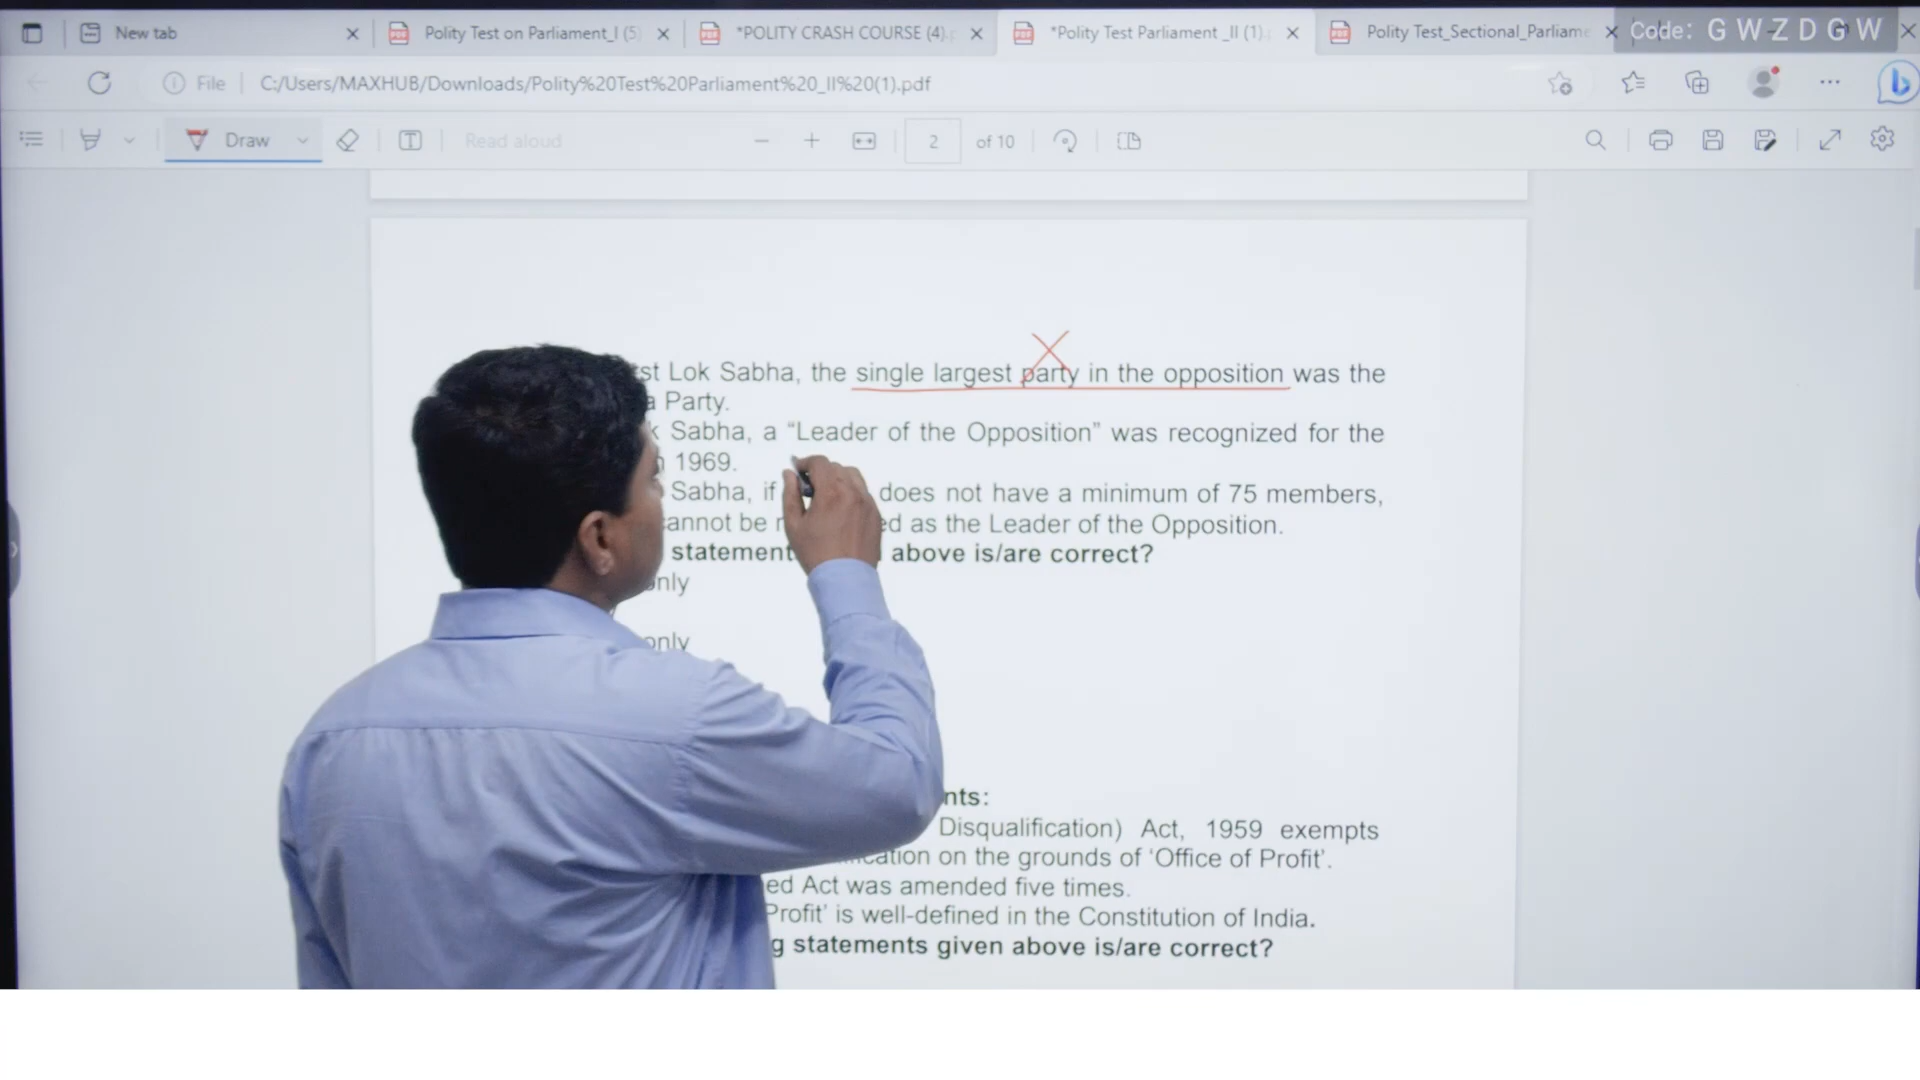 New tab
Polity Test on Parliament_I (5)
*POLITY CRASH COURSE (4).p
*Polity Test Parliament _II (1).
Polity Test_Sectional_Parliame
Code: G W Z D G W
File
C:/Users/MAXHUB/Downloads/Polity%20Test%20Parliament%20_II%20(1).pdf
Draw
Read aloud
2 of 10
st Lok Sabha, the single largest party in the opposition was the
a Party.
k Sabha, a “Leader of the Opposition” was recognized for the
n 1969.
Sabha, if does not have a minimum of 75 members,
cannot be r ed as the Leader of the Opposition.
statement above is/are correct?
only
only
nts:
Disqualification) Act, 1959 exempts
ication on the grounds of ‘Office of Profit’.
ed Act was amended five times.
Profit’ is well-defined in the Constitution of India.
g statements given above is/are correct?